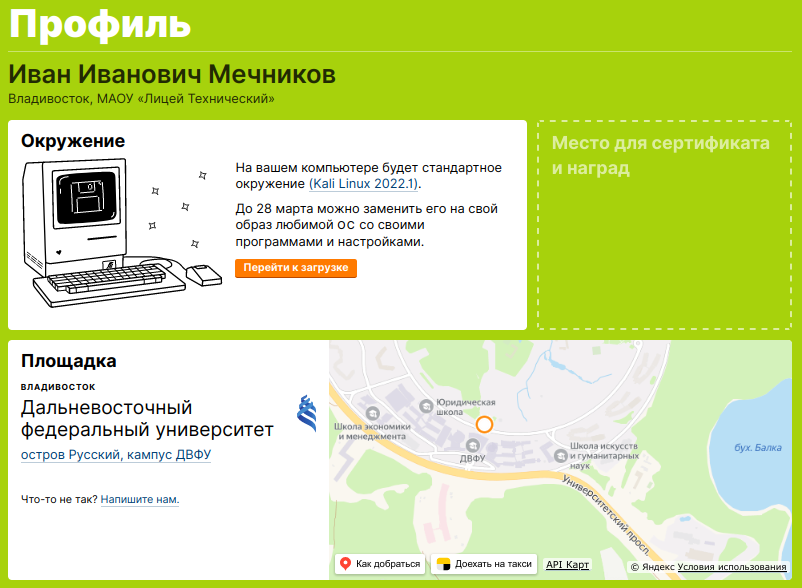 Профиль
Иван Иванович Мечников
Владивосток, МАОУ «Лицей Технический»
Окружение
На вашем компьютере будет стандартное
окружение (Kali Linux 2022.1).
До 28 марта можно заменить его на свой
образ любимой ОС со своими
программами и настройками.
Перейти к загрузке
Место для сертификата
и наград
Площадка
ВЛАДИВОСТОК
Дальневосточный
федеральный университет
остров Русский, кампус ДВФУ
Что-то не так? Напишите нам.
Юридическая
школа
Школа экономики
и менеджмента
ДВФУ
Школа искусств
и гуманитарных
наук
бух. Балка
Университетский просп.
Как добраться
Доехать на такси
API Карт
© Яндекс Условия использования